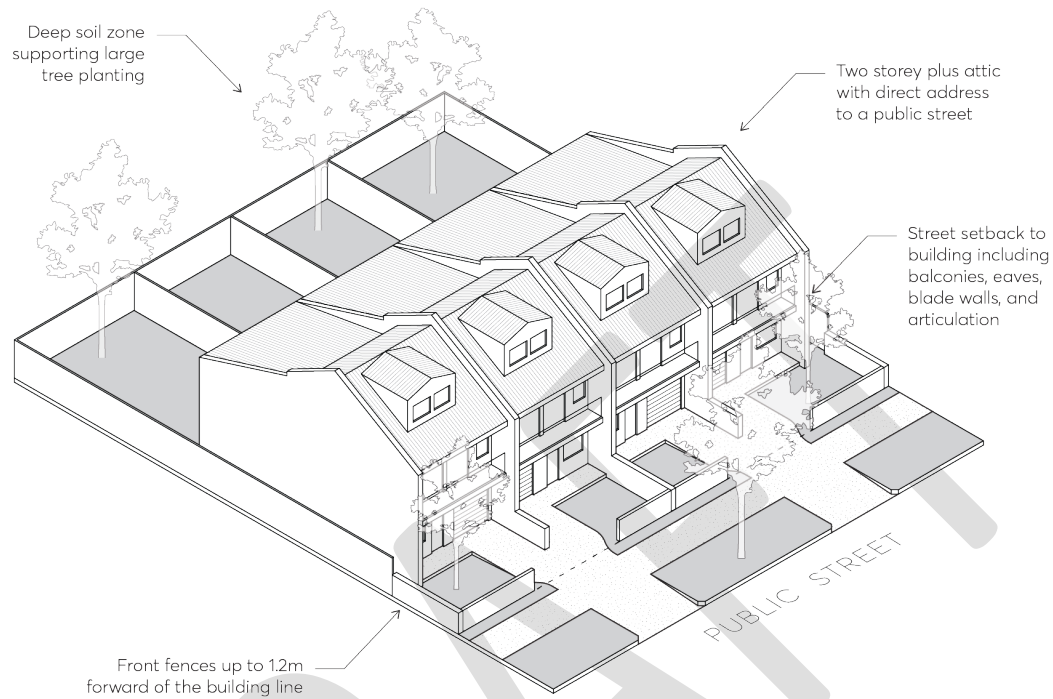 Deep soil zone
supporting large
tree planting
Two storey plus attic
with direct address
to a public street
Street setback to
building including
balconies, eaves,
blade walls, and
articulation
PUBLIC STREET
Front fences up to 1.2m
forward of the building line